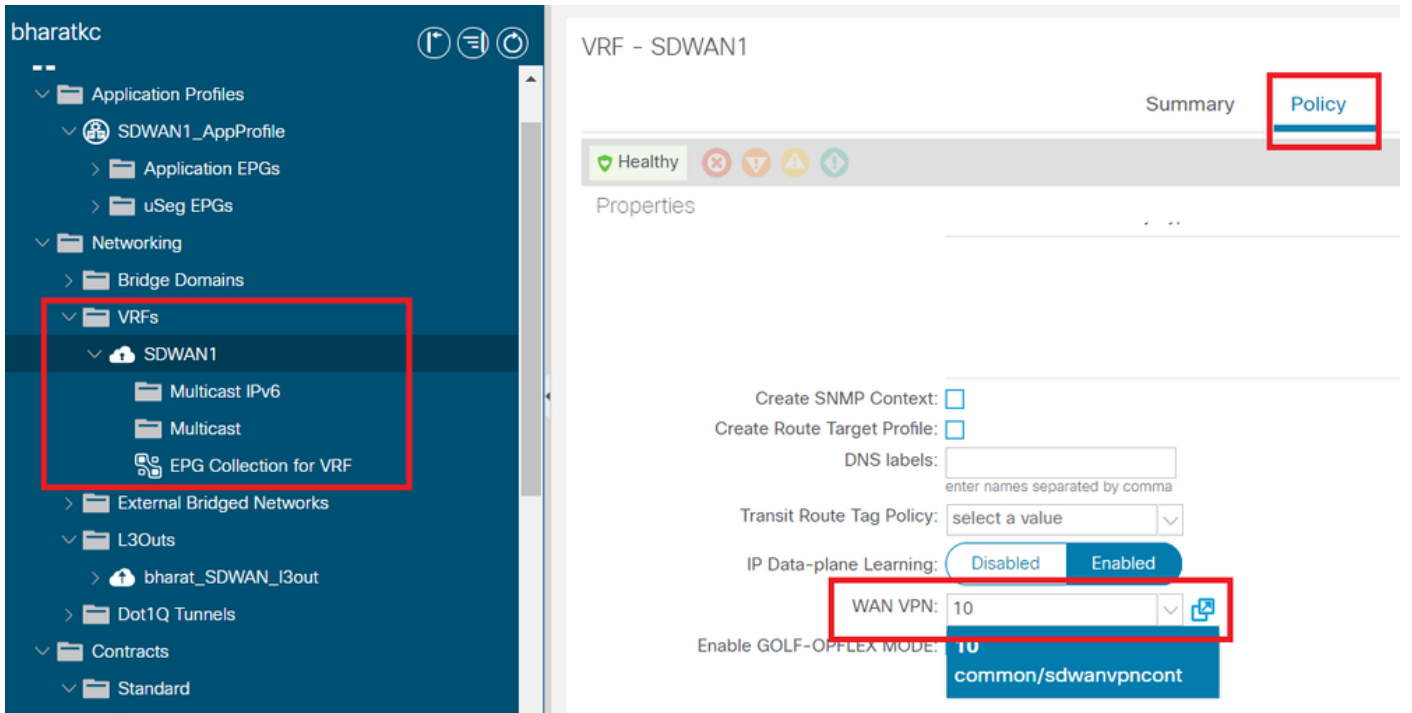 bharatkc
Application Profiles
SDWAN1_AppProfile
Application EPGs
uSeg EPGs
Networking
Bridge Domains
VRFs
SDWAN1
Multicast IPv6
Multicast
EPG Collection for VRF
External Bridged Networks
L3Outs
bharat_SDWAN_l3out
Dot1Q Tunnels
Contracts
Standard
VRF - SDWAN1
Summary Policy
Healthy
Properties
Create SNMP Context:
Create Route Target Profile:
DNS labels:
enter names separated by comma
Transit Route Tag Policy: select a value
IP Data-plane Learning: Disabled Enabled
WAN VPN: 10
Enable GOLF-OPFLEX MODE: 10
common/sdwanvpncont